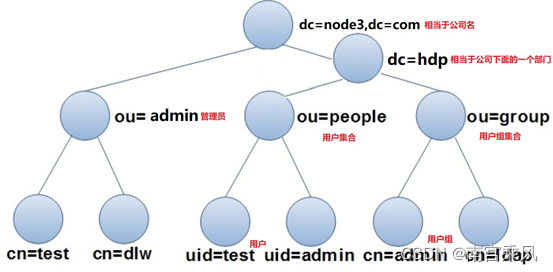 dc=node3,dc=com 相当于公司名
dc=hdp 相当于公司下面的一个部门
ou= admin 管理员
ou=people
用户集合
ou=group
用户组集合
cn=test
cn=dlw
uid=test
用户
uid=admin
cn=admin
用户组
cn=ldap
CSDN @南宫乘风